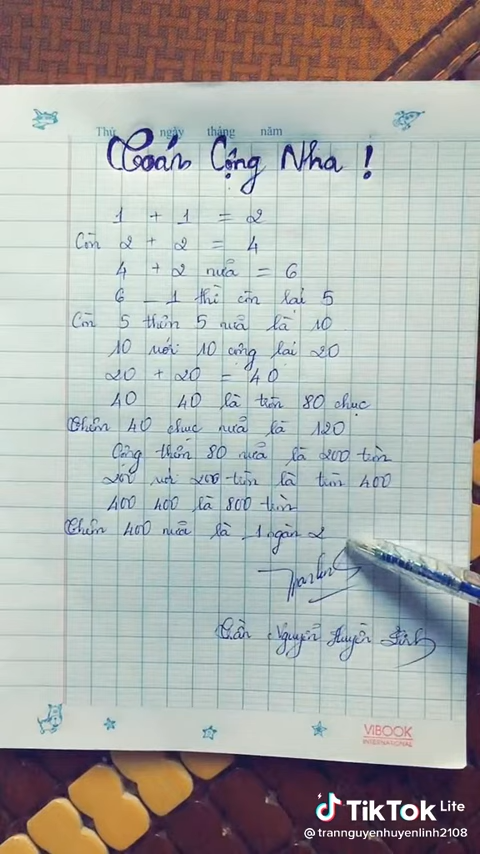 Thứ ngày tháng năm
Toán Cộng Nha !
1 + 1 = 2
Còn 2 + 2 = 4
4 + 2 nữa = 6
6 - 1 thì còn lại 5
Còn 5 thêm 5 nữa là 10
10 với 10 cộng lại 20
20 + 20 = 40
40 40 là tiền 80 chục
Thêm 40 chục nữa là 120
Cộng thêm 80 nữa là 200 tiền
200 với 200 tiền là tiền 400
400 400 là 800 tiền
Thêm 400 nữa là 1 ngàn 2
Trần Nguyễn Huyền Linh
VIBOOK
INTERNATIONAL
TikTok Lite
@trannguyenhuyenlinh2108